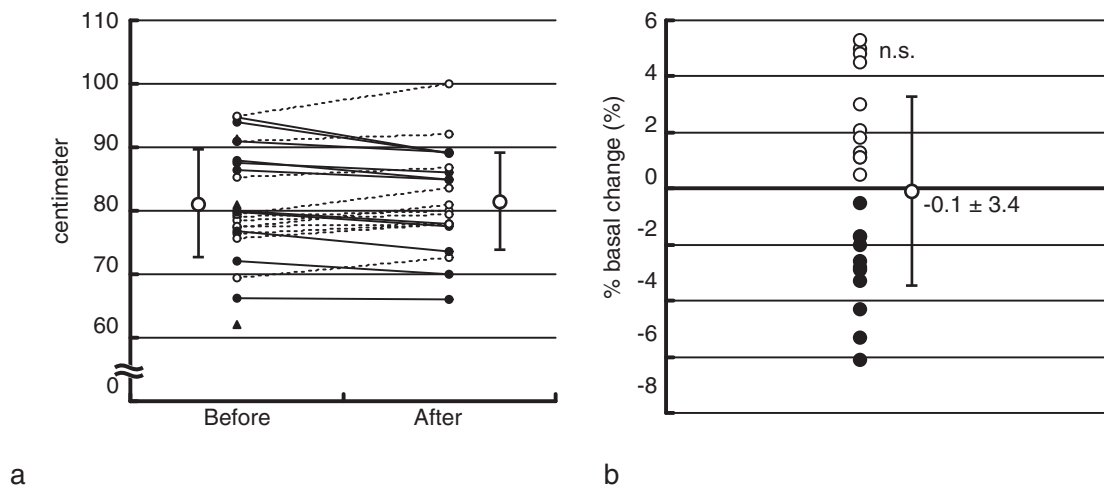 110
100
90
80
70
60
0
centimeter
Before
After
a
6
4
2
0
-2
-4
-6
-8
% basal change (%)
n.s.
-0.1 ± 3.4
b